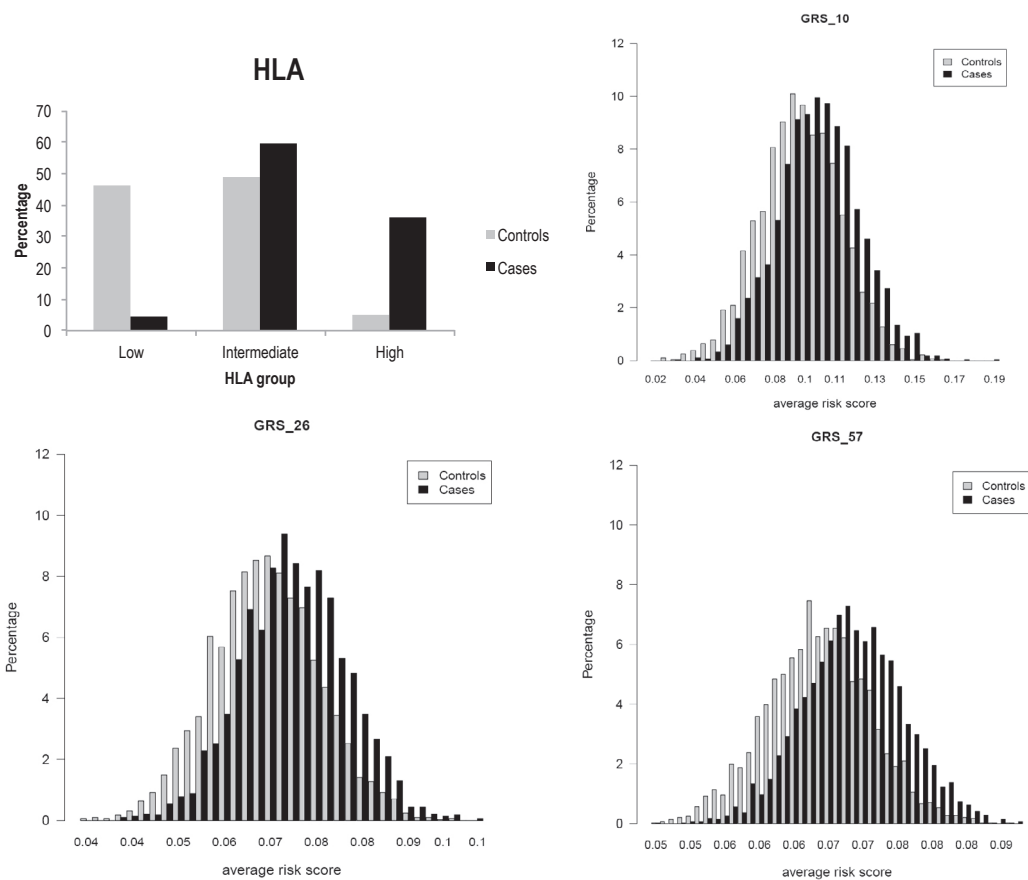 HLA
70
60
50
40
30
20
10
0
Percentage
Low Intermediate High
HLA group
Controls
Cases
GRS_10
12
10
8
6
4
2
0
Percentage
Controls
Cases
0.02 0.04 0.06 0.08 0.1 0.11 0.13 0.15 0.17 0.19
average risk score
GRS_26
12
10
8
6
4
2
0
Percentage
Controls
Cases
0.04 0.04 0.05 0.06 0.07 0.08 0.08 0.09 0.1
average risk score
GRS_57
12
10
8
6
4
2
0
Percentage
Controls
Cases
0.05 0.05 0.06 0.06 0.06 0.07 0.07 0.08 0.08 0.08 0.09
average risk score